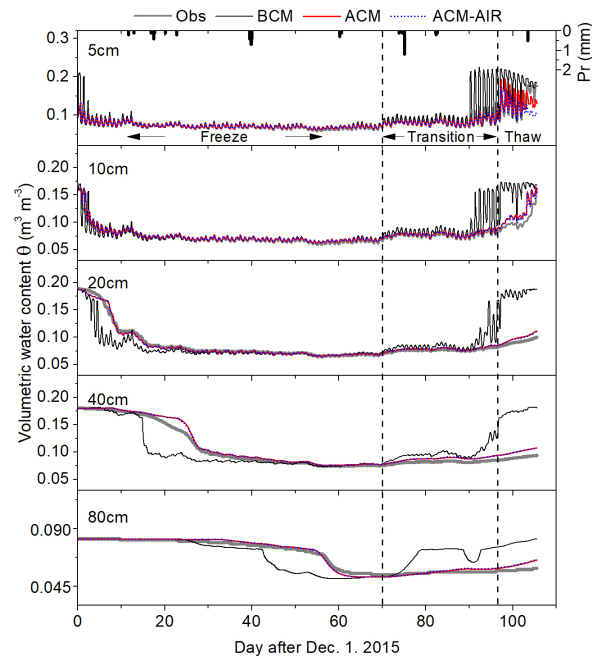 Obs BCM ACM ACM-AIR
5cm
0.3
0.2
0.1
0
1
2
Pr (mm)
Freeze Transition Thaw
10cm
0.20
0.15
0.10
0.05
20cm
0.20
0.15
0.10
0.05
40cm
0.20
0.15
0.10
0.05
80cm
0.090
0.045
Volumetric water content θ (m³ m⁻³)
0 20 40 60 80 100
Day after Dec. 1, 2015